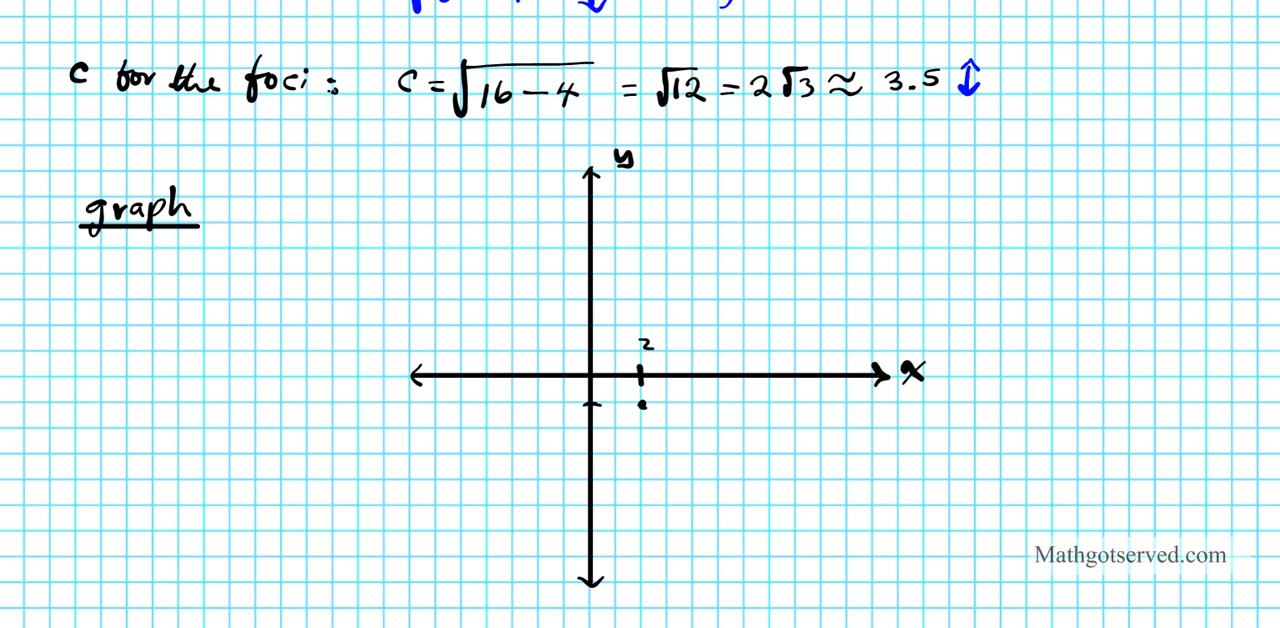 c for the foci: C = √16 - 4 = √12 = 2√3 ≈ 3.5 ↕
y
graph
2
x
Mathgotserved.com